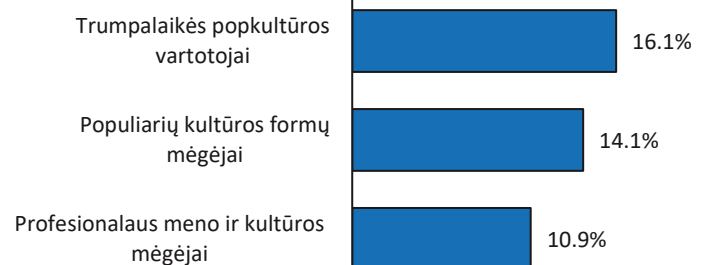 Trumpalaikės popkultūros
vartotojai
16.1%
Populiarių kultūros formų
mėgėjai
14.1%
Profesionalaus meno ir kultūros
mėgėjai
10.9%